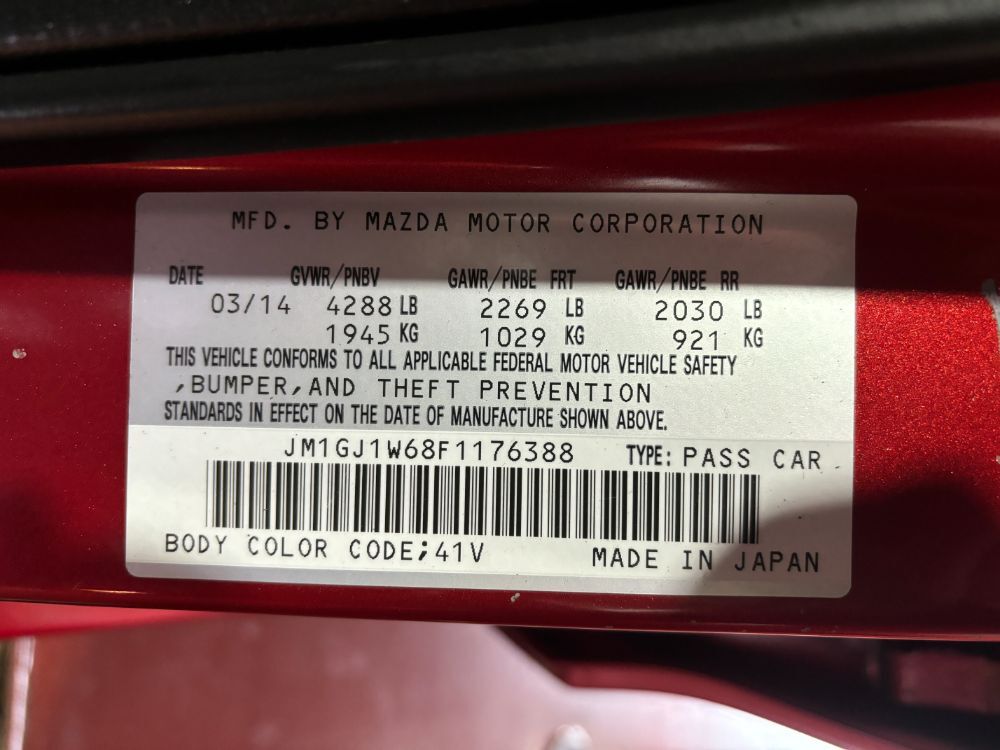 MFD. BY MAZDA MOTOR CORPORATION
DATE GVWR/PNBV GAWR/PNBE FRT GAWR/PNBE RR
03/14 4288 LB 2269 LB 2030 LB
1945 KG 1029 KG 921 KG
THIS VEHICLE CONFORMS TO ALL APPLICABLE FEDERAL MOTOR VEHICLE SAFETY
,BUMPER,AND THEFT PREVENTION
STANDARDS IN EFFECT ON THE DATE OF MANUFACTURE SHOWN ABOVE.
JM1GJ1W68F1176388 TYPE: PASS CAR
BODY COLOR CODE;41V MADE IN JAPAN